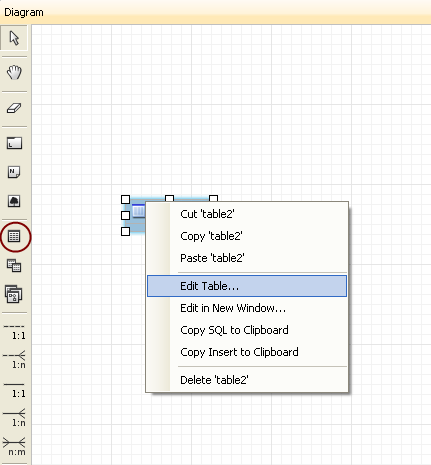 Diagram
Cut 'table2'
Copy 'table2'
Paste 'table2'
Edit Table...
Edit in New Window...
Copy SQL to Clipboard
Copy Insert to Clipboard
Delete 'table2'
1:1
1:n
1:1
1:n
n:m